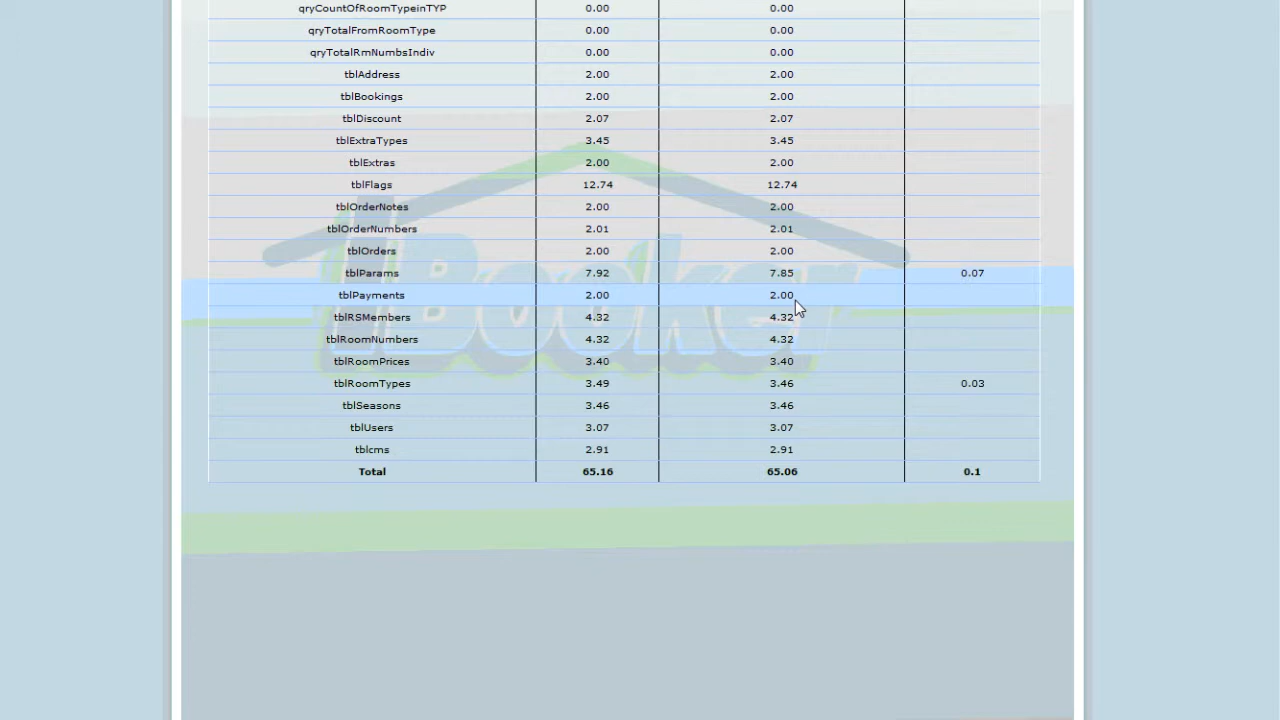 qryCountOfRoomTypeinTYP 0.00 0.00
qryTotalFromRoomType 0.00 0.00
qryTotalRmNumbsIndiv 0.00 0.00
tblAddress 2.00 2.00
tblBookings 2.00 2.00
tblDiscount 2.07 2.07
tblExtraTypes 3.45 3.45
tblExtras 2.00 2.00
tblFlags 12.74 12.74
tblOrderNotes 2.00 2.00
tblOrderNumbers 2.01 2.01
tblOrders 2.00 2.00
tblParams 7.92 7.85 0.07
tblPayments 2.00 2.00
tblRSMembers 4.32 4.32
tblRoomNumbers 4.32 4.32
tblRoomPrices 3.40 3.40
tblRoomTypes 3.49 3.46 0.03
tblSeasons 3.46 3.46
tblUsers 3.07 3.07
tblcms 2.91 2.91
Total 65.16 65.06 0.1
IBooker